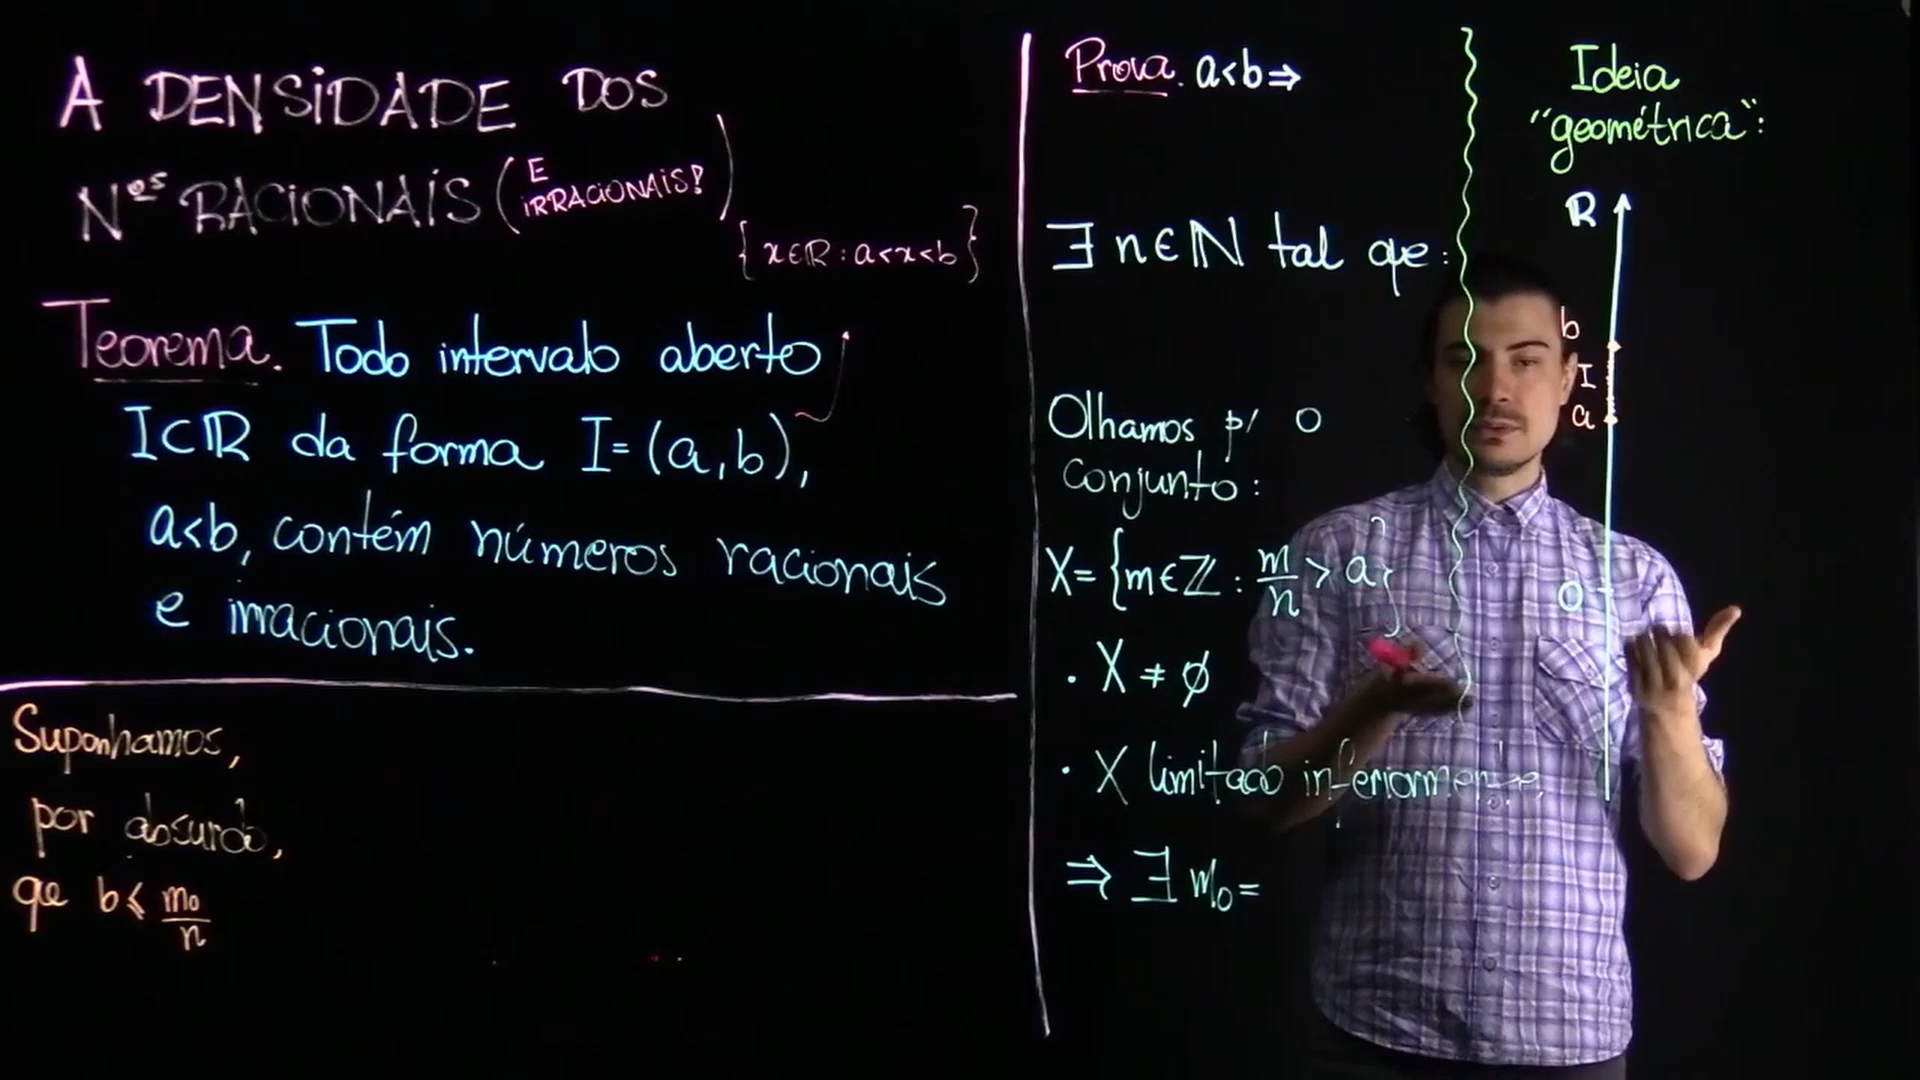 A DENSIDADE DOS
Nºs RACIONAIS (E IRRACIONAIS!)
{x∈ℝ: a<x<b}
Teorema. Todo intervalo aberto
I⊂ℝ da forma I=(a,b),
a<b, contém números racionais
e irracionais.
Suponhamos,
por absurdo,
que b ≤ m₀/n
Prova. a<b⇒
∃ n∈ℕ tal que:
Olhamos p/ o
conjunto:
X={m∈ℤ: m/n > a}
· X ≠ ∅
· X limitado inferiormente.
⇒ ∃ m₀=
Ideia
"geométrica":
ℝ
b
I
a
0